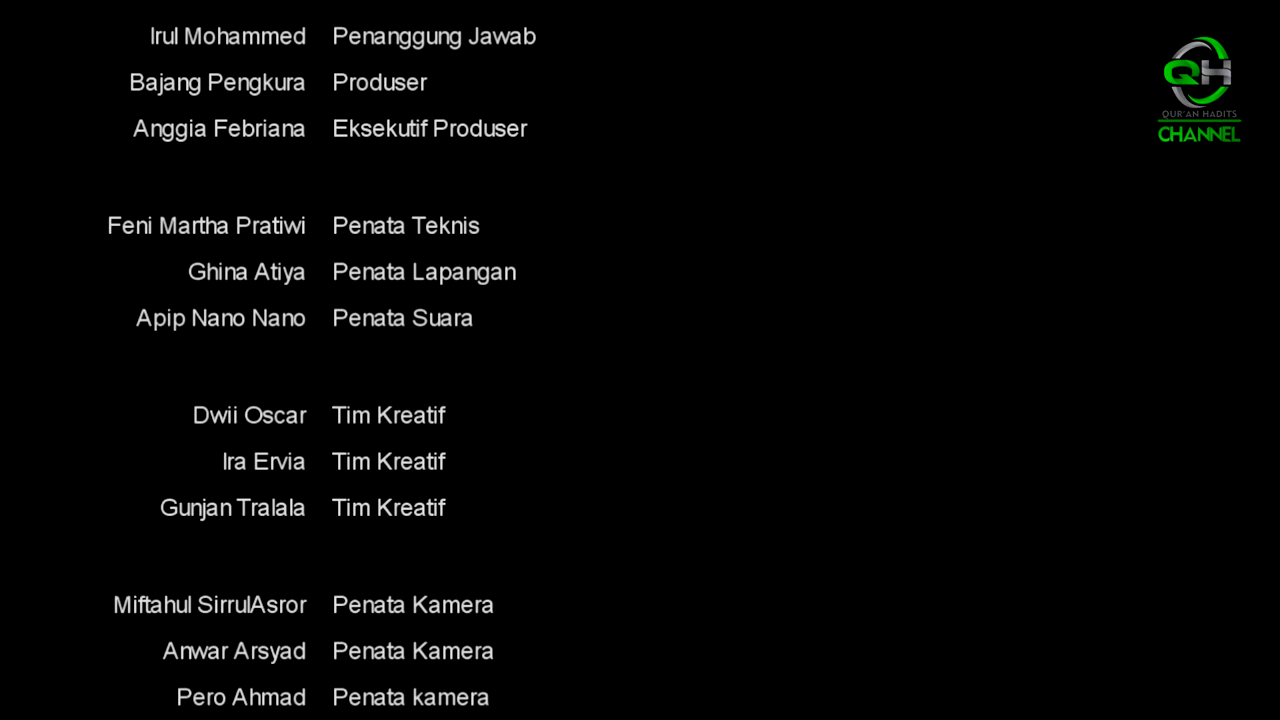 Irul Mohammed Penanggung Jawab
Bajang Pengkura Produser
Anggia Febriana Eksekutif Produser
Feni Martha Pratiwi Penata Teknis
Ghina Atiya Penata Lapangan
Apip Nano Nano Penata Suara
Dwii Oscar Tim Kreatif
Ira Ervia Tim Kreatif
Gunjan Tralala Tim Kreatif
Miftahul SirrulAsror Penata Kamera
Anwar Arsyad Penata Kamera
Pero Ahmad Penata kamera
QH
QUR'AN HADITS
CHANNEL